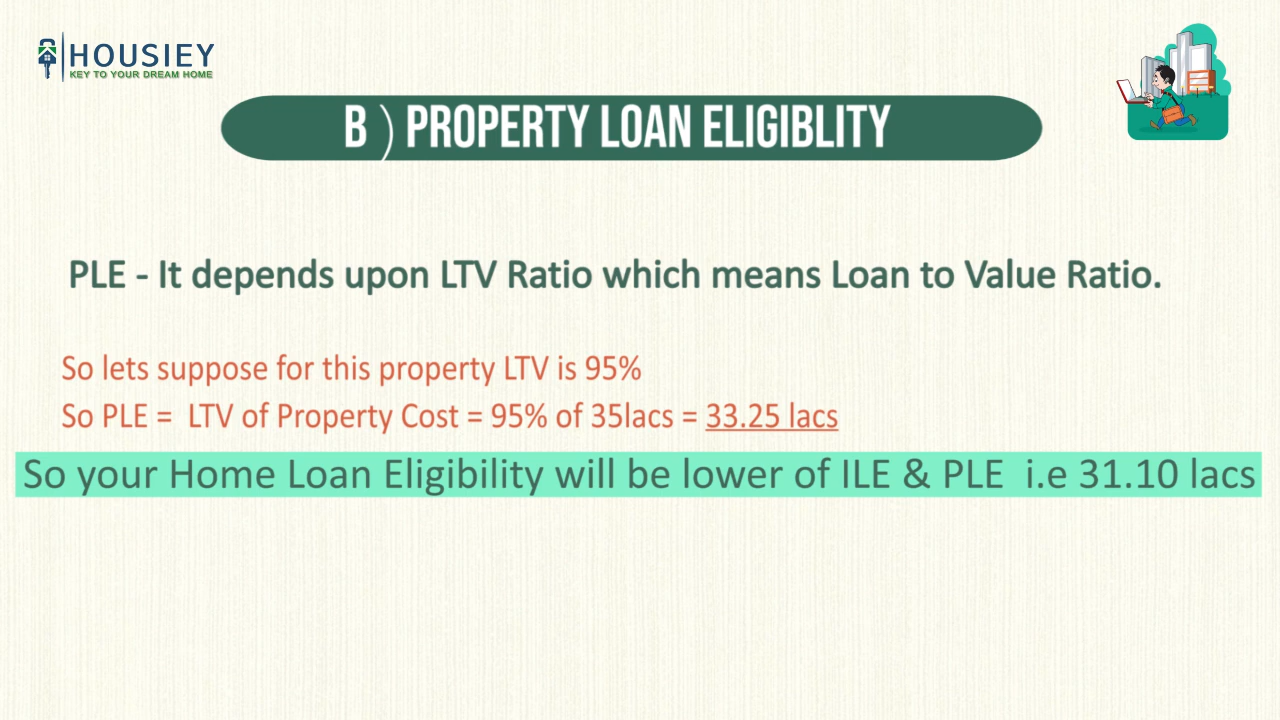 HOUSIEY
KEY TO YOUR DREAM HOME
B ) PROPERTY LOAN ELIGIBLITY
PLE - It depends upon LTV Ratio which means Loan to Value Ratio.
So lets suppose for this property LTV is 95%
So PLE = LTV of Property Cost = 95% of 35lacs = 33.25 lacs
So your Home Loan Eligibility will be lower of ILE & PLE i.e 31.10 lacs